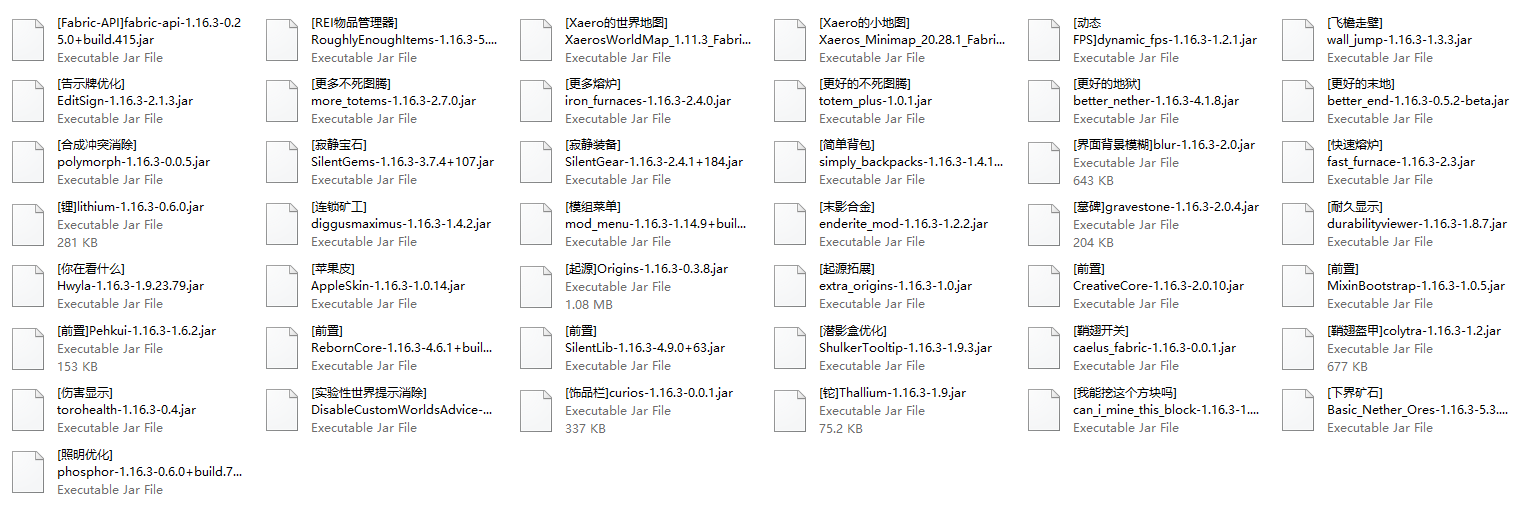 [Fabric-API]fabric-api-1.16.3-0.2
5.0+build.415.jar
Executable Jar File
[REI物品管理器]
RoughlyEnoughItems-1.16.3-5....
Executable Jar File
[Xaero的世界地图]
XaerosWorldMap_1.11.3_Fabri...
Executable Jar File
[Xaero的小地图]
Xaeros_Minimap_20.28.1_Fabri...
Executable Jar File
[动态
FPS]dynamic_fps-1.16.3-1.2.1.jar
Executable Jar File
[飞檐走壁]
wall_jump-1.16.3-1.3.3.jar
Executable Jar File
[告示牌优化]
EditSign-1.16.3-2.1.3.jar
Executable Jar File
[更多不死图腾]
more_totems-1.16.3-2.7.0.jar
Executable Jar File
[更多熔炉]
iron_furnaces-1.16.3-2.4.0.jar
Executable Jar File
[更好的不死图腾]
totem_plus-1.0.1.jar
Executable Jar File
[更好的地狱]
better_nether-1.16.3-4.1.8.jar
Executable Jar File
[更好的末地]
better_end-1.16.3-0.5.2-beta.jar
Executable Jar File
[合成冲突消除]
polymorph-1.16.3-0.0.5.jar
Executable Jar File
[寂静宝石]
SilentGems-1.16.3-3.7.4+107.jar
Executable Jar File
[寂静装备]
SilentGear-1.16.3-2.4.1+184.jar
Executable Jar File
[简单背包]
simply_backpacks-1.16.3-1.4.1...
Executable Jar File
[界面背景模糊]blur-1.16.3-2.0.jar
Executable Jar File
643 KB
[快速熔炉]
fast_furnace-1.16.3-2.3.jar
Executable Jar File
[锂]lithium-1.16.3-0.6.0.jar
Executable Jar File
281 KB
[连锁矿工]
diggusmaximus-1.16.3-1.4.2.jar
Executable Jar File
[模组菜单]
mod_menu-1.16.3-1.14.9+buil...
Executable Jar File
[末影合金]
enderite_mod-1.16.3-1.2.2.jar
Executable Jar File
[墓碑]gravestone-1.16.3-2.0.4.jar
Executable Jar File
204 KB
[耐久显示]
durabilityviewer-1.16.3-1.8.7.jar
Executable Jar File
[你在看什么]
Hwyla-1.16.3-1.9.23.79.jar
Executable Jar File
[苹果皮]
AppleSkin-1.16.3-1.0.14.jar
Executable Jar File
[起源]Origins-1.16.3-0.3.8.jar
Executable Jar File
1.08 MB
[起源拓展]
extra_origins-1.16.3-1.0.jar
Executable Jar File
[前置]
CreativeCore-1.16.3-2.0.10.jar
Executable Jar File
[前置]
MixinBootstrap-1.16.3-1.0.5.jar
Executable Jar File
[前置]Pehkui-1.16.3-1.6.2.jar
Executable Jar File
153 KB
[前置]
RebornCore-1.16.3-4.6.1+buil...
Executable Jar File
[前置]
SilentLib-1.16.3-4.9.0+63.jar
Executable Jar File
[潜影盒优化]
ShulkerTooltip-1.16.3-1.9.3.jar
Executable Jar File
[鞘翅开关]
caelus_fabric-1.16.3-0.0.1.jar
Executable Jar File
[鞘翅盔甲]colytra-1.16.3-1.2.jar
Executable Jar File
677 KB
[伤害显示]
torohealth-1.16.3-0.4.jar
Executable Jar File
[实验性世界提示消除]
DisableCustomWorldsAdvice-...
Executable Jar File
[饰品栏]curios-1.16.3-0.0.1.jar
Executable Jar File
337 KB
[铊]Thallium-1.16.3-1.9.jar
Executable Jar File
75.2 KB
[我能挖这个方块吗]
can_i_mine_this_block-1.16.3-1....
Executable Jar File
[下界矿石]
Basic_Nether_Ores-1.16.3-5.3....
Executable Jar File
[照明优化]
phosphor-1.16.3-0.6.0+build.7...
Executable Jar File